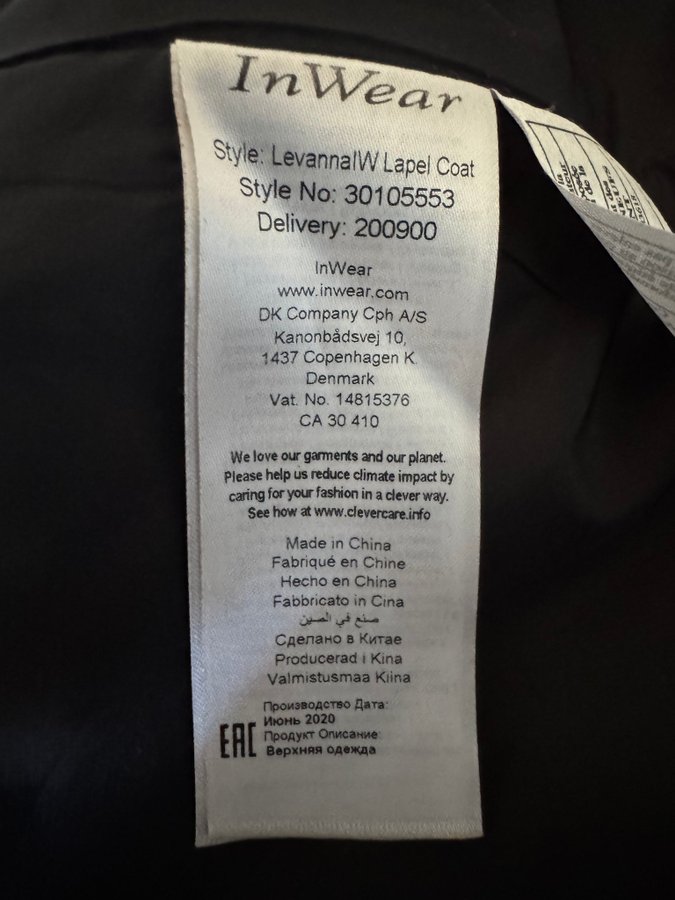 InWear
Style: LevannaIW Lapel Coat
Style No: 30105553
Delivery: 200900
InWear
www.inwear.com
DK Company Cph A/S
Kanonbådsvej 10,
1437 Copenhagen K.
Denmark
Vat. No. 14815376
CA 30 410
We love our garments and our planet.
Please help us reduce climate impact by
caring for your fashion in a clever way.
See how at www.clevercare.info
Made in China
Fabriqué en Chine
Hecho en China
Fabbricato in Cina
صنع في الصين
Сделано в Китае
Producerad i Kina
Valmistusmaa Kiina
Производство Дата:
Июнь 2020
EAC Продукт Описание:
Верхняя одежда